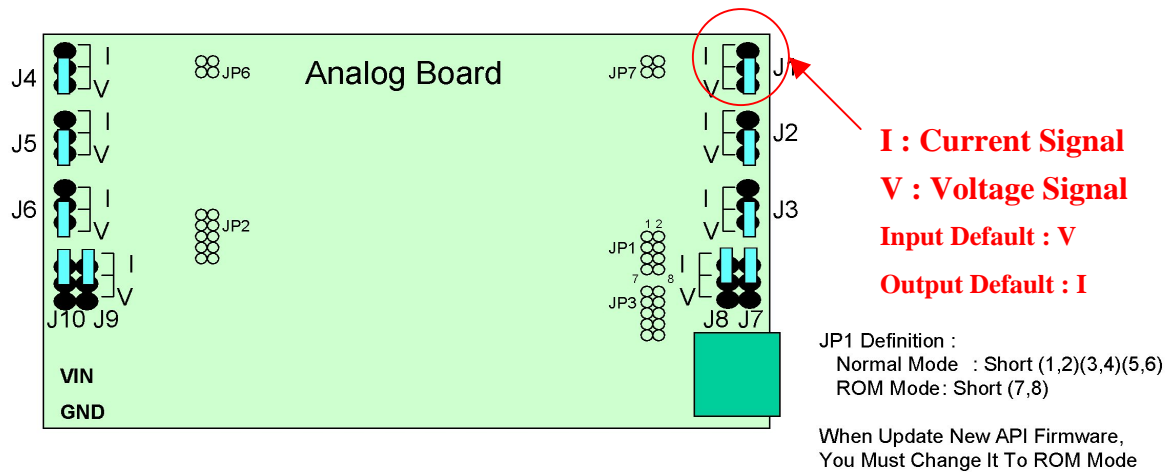 Analog Board
J4
I
V
JP6
JP7
I
V
J1
J5
I
V
I
V
J2
J6
I
V
I
V
J3
JP2
1 2
JP1
7 8
JP3
I
V
J10 J9
I
V
J8 J7
VIN
GND
I : Current Signal
V : Voltage Signal
Input Default : V
Output Default : I
JP1 Definition :
Normal Mode : Short (1,2)(3,4)(5,6)
ROM Mode : Short (7,8)
When Update New API Firmware,
You Must Change It To ROM Mode